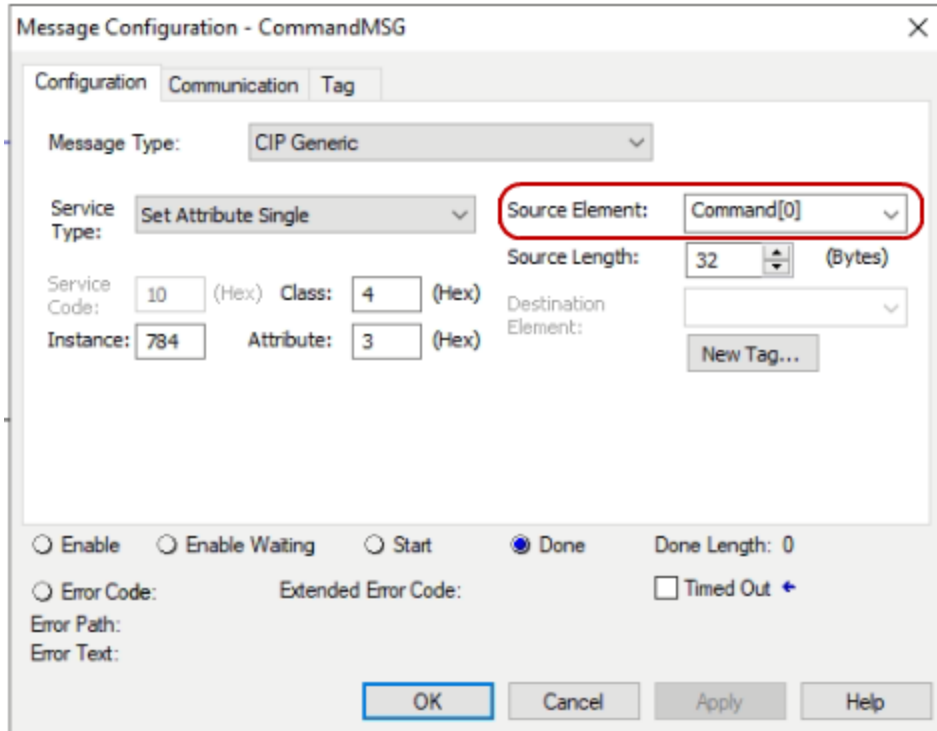 Message Configuration - CommandMSG
Configuration Communication Tag
Message Type: CIP Generic
Service Type: Set Attribute Single
Source Element: Command[0]
Source Length: 32 (Bytes)
Service Code: 10 (Hex) Class: 4 (Hex)
Destination Element:
Instance: 784 Attribute: 3 (Hex)
New Tag...
Enable Enable Waiting Start Done Done Length: 0
Error Code: Extended Error Code: Timed Out
Error Path:
Error Text:
OK Cancel Apply Help